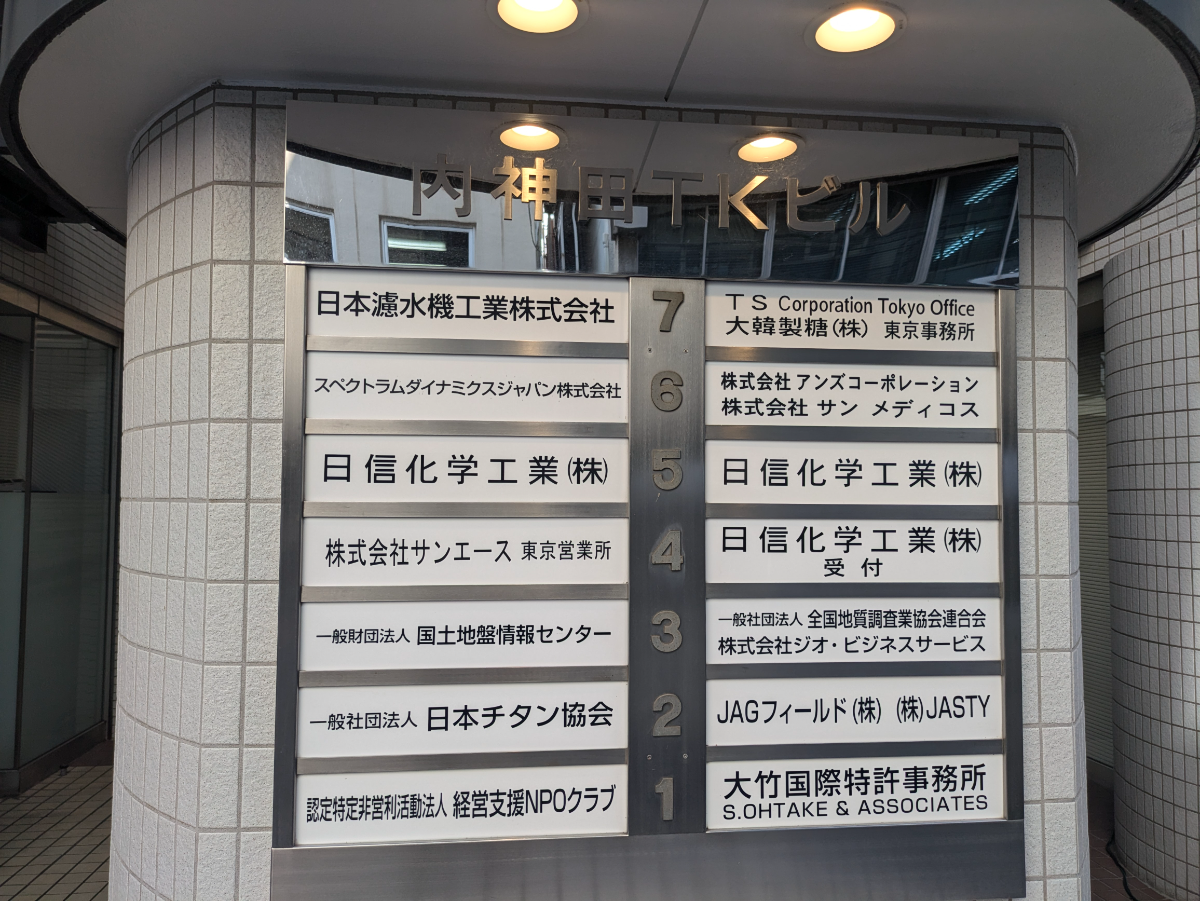 内神田TKビル
日本濾水機工業株式会社
7
TS Corporation Tokyo Office
大韓製糖(株) 東京事務所
スペクトラムダイナミクスジャパン株式会社
6
株式会社 アンズコーポレーション
株式会社 サン メディコス
日信化学工業(株)
5
日信化学工業(株)
株式会社サンエース 東京営業所
4
日信化学工業(株)
受付
一般財団法人 国土地盤情報センター
3
一般社団法人 全国地質調査業協会連合会
株式会社ジオ・ビジネスサービス
一般社団法人 日本チタン協会
2
JAGフィールド(株) (株)JASTY
認定特定非営利活動法人 経営支援NPOクラブ
1
大竹国際特許事務所
S.OHTAKE & ASSOCIATES